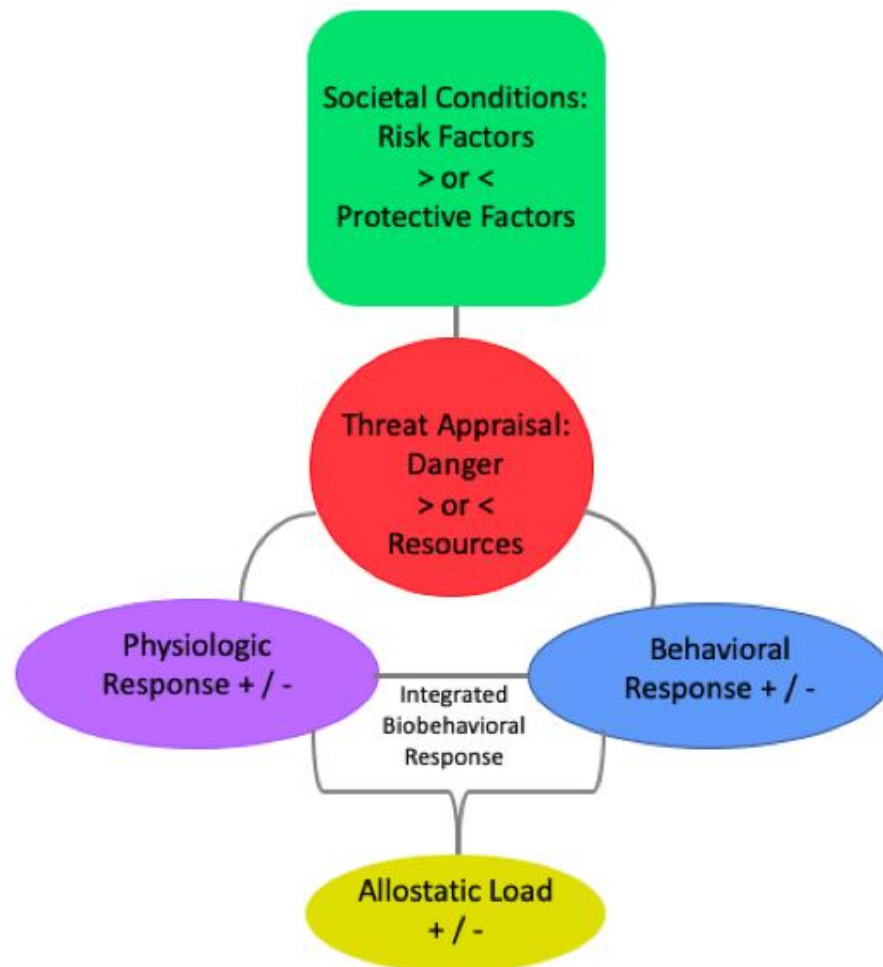 Societal Conditions:
Risk Factors
> or <
Protective Factors
Threat Appraisal:
Danger
> or <
Resources
Physiologic
Response + / -
Behavioral
Response + / -
Integrated
Biobehavioral
Response
Allostatic Load
+ / -